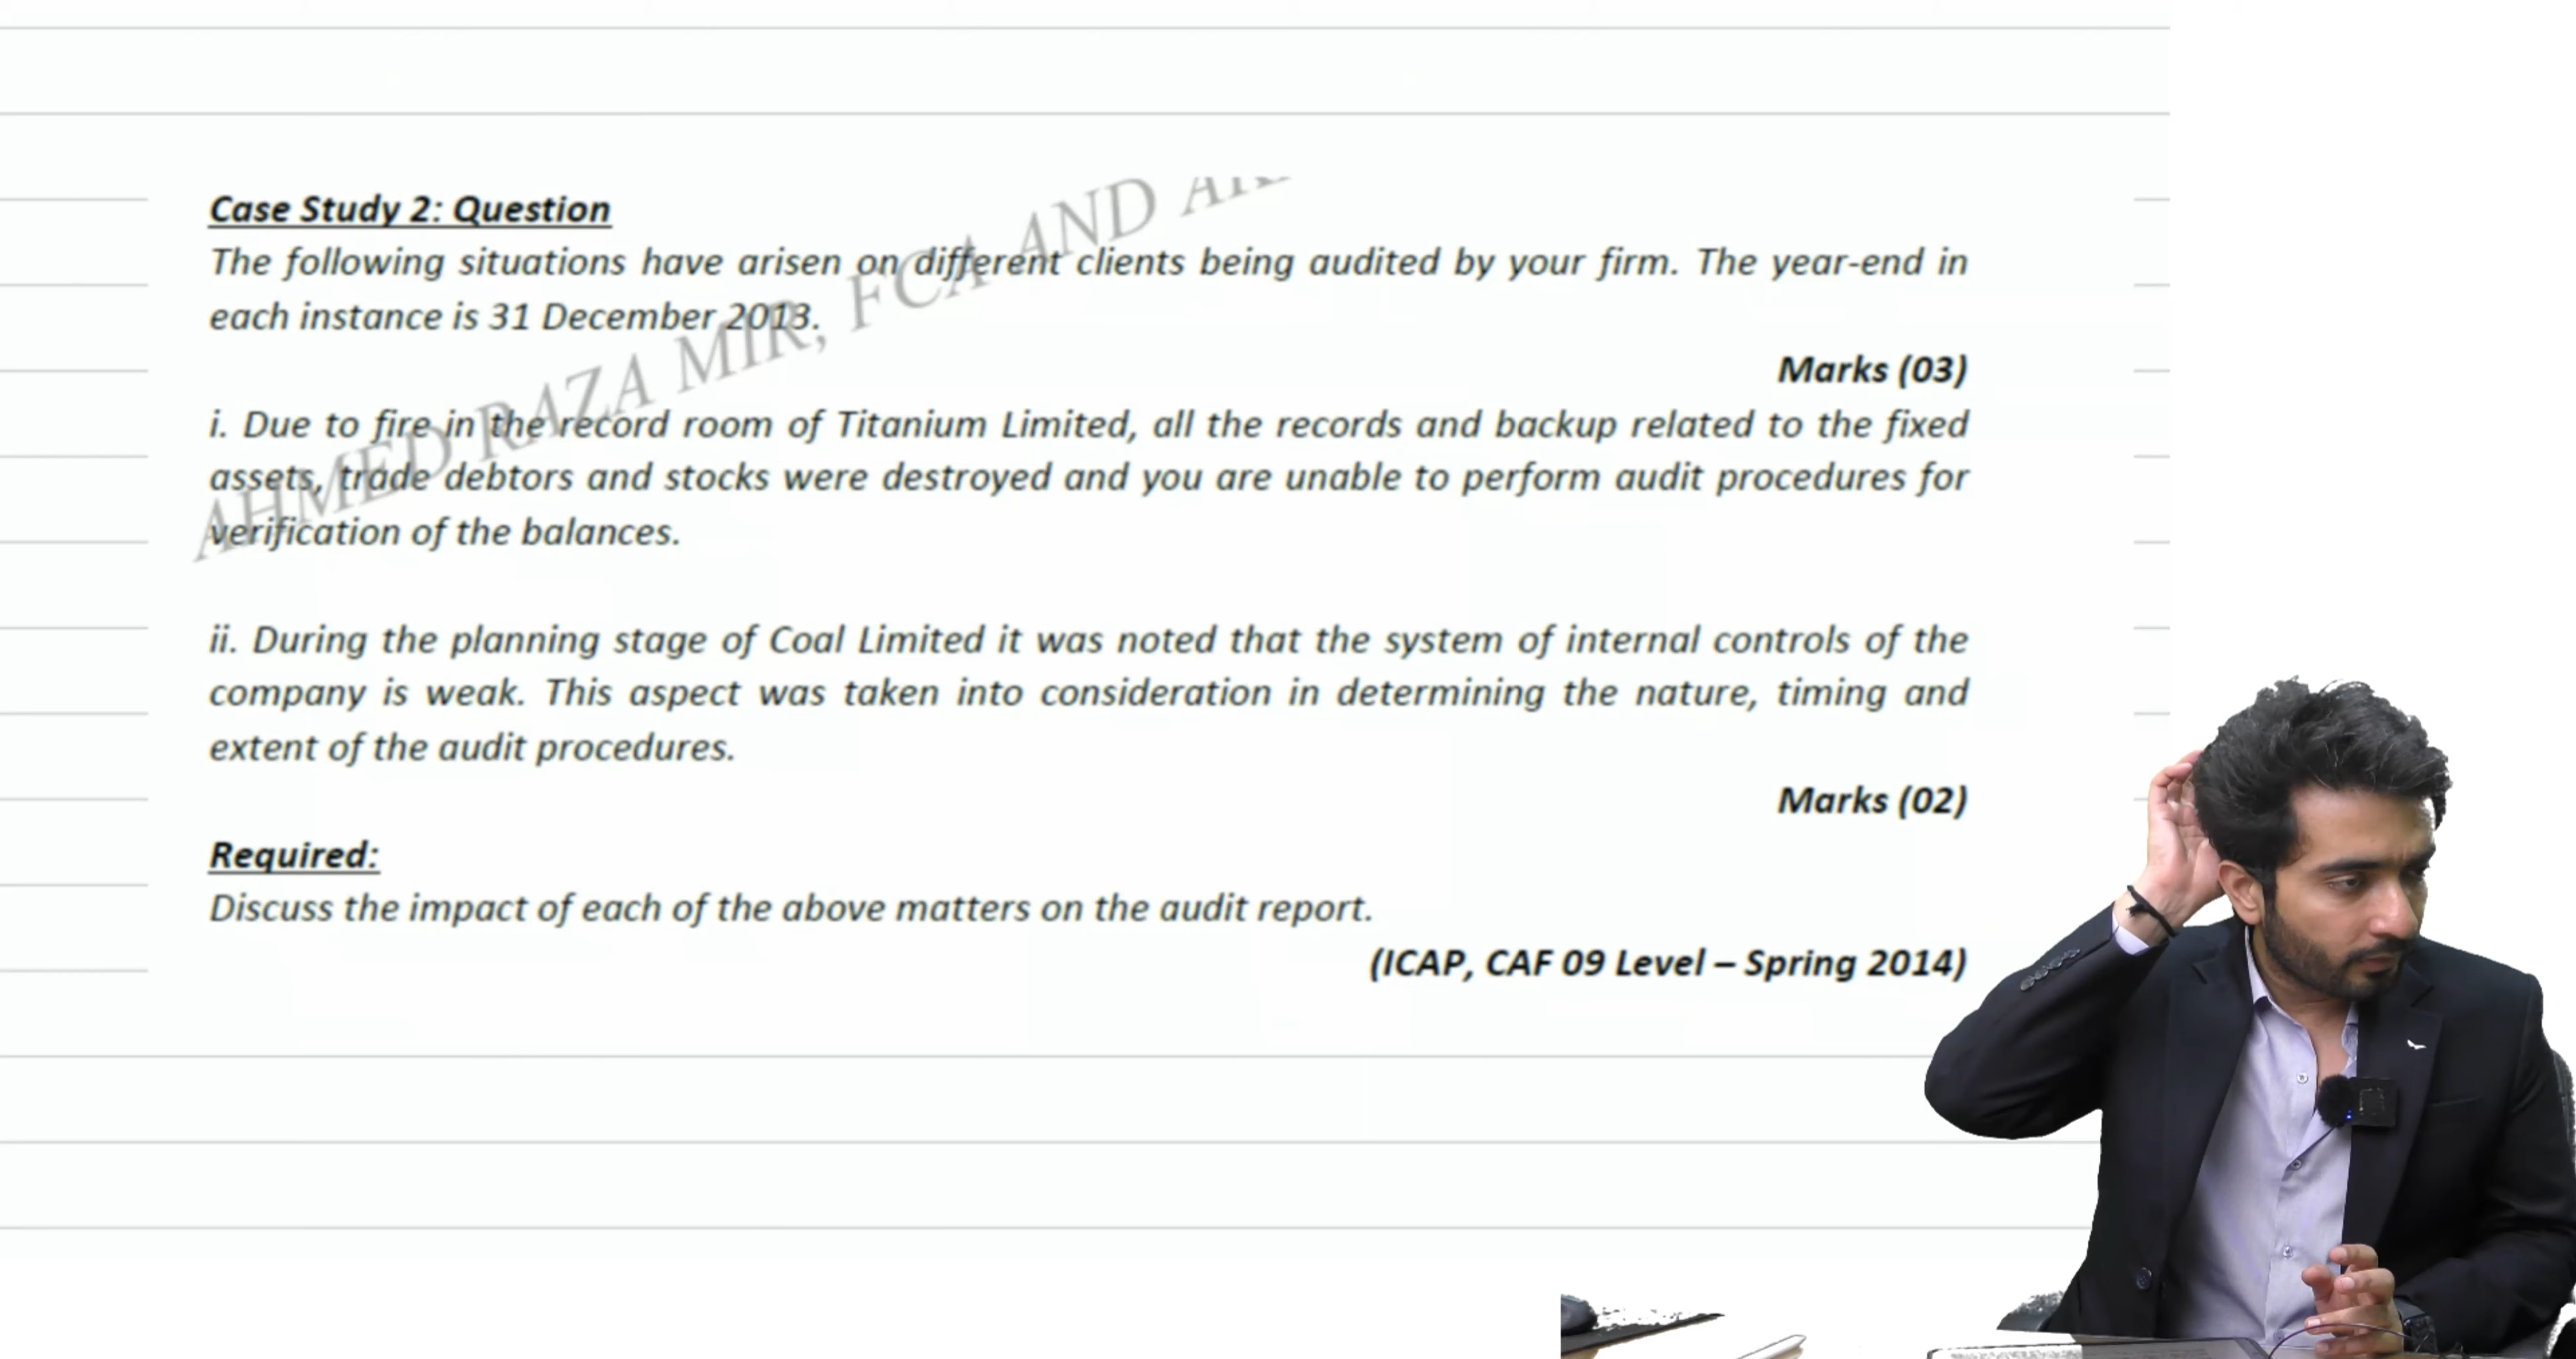 Case Study 2: Question
The following situations have arisen on different clients being audited by your firm. The year-end in
each instance is 31 December 2013.
Marks (03)
i. Due to fire in the record room of Titanium Limited, all the records and backup related to the fixed
assets, trade debtors and stocks were destroyed and you are unable to perform audit procedures for
verification of the balances.
ii. During the planning stage of Coal Limited it was noted that the system of internal controls of the
company is weak. This aspect was taken into consideration in determining the nature, timing and
extent of the audit procedures.
Marks (02)
Required:
Discuss the impact of each of the above matters on the audit report.
(ICAP, CAF 09 Level – Spring 2014)
AHMED RAZA MIR, FCA AND